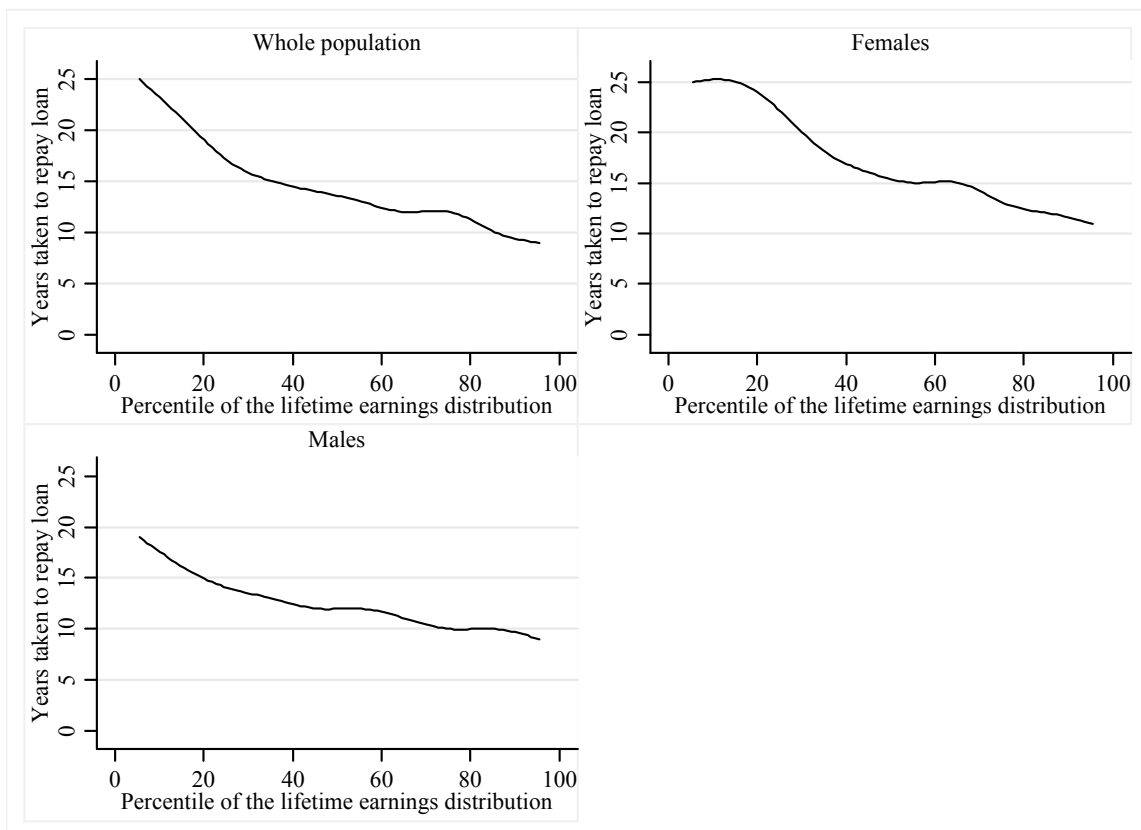 Whole population
Years taken to repay loan
25
20
15
10
5
0
0 20 40 60 80 100
Percentile of the lifetime earnings distribution
Females
Years taken to repay loan
25
20
15
10
5
0
0 20 40 60 80 100
Percentile of the lifetime earnings distribution
Males
Years taken to repay loan
25
20
15
10
5
0
0 20 40 60 80 100
Percentile of the lifetime earnings distribution